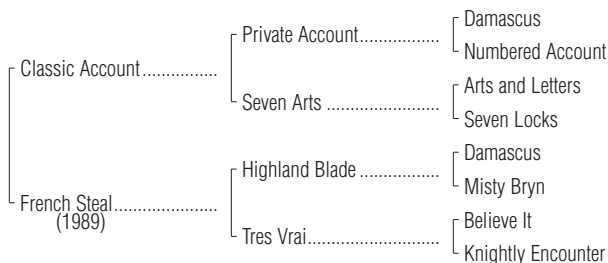 Damascus
Private Account..................
Numbered Account
Classic Account................
Arts and Letters
Seven Arts ........................
Seven Locks
Damascus
Highland Blade .................
Misty Bryn
French Steal......................
(1989)
Believe It
Tres Vrai............................
Knightly Encounter